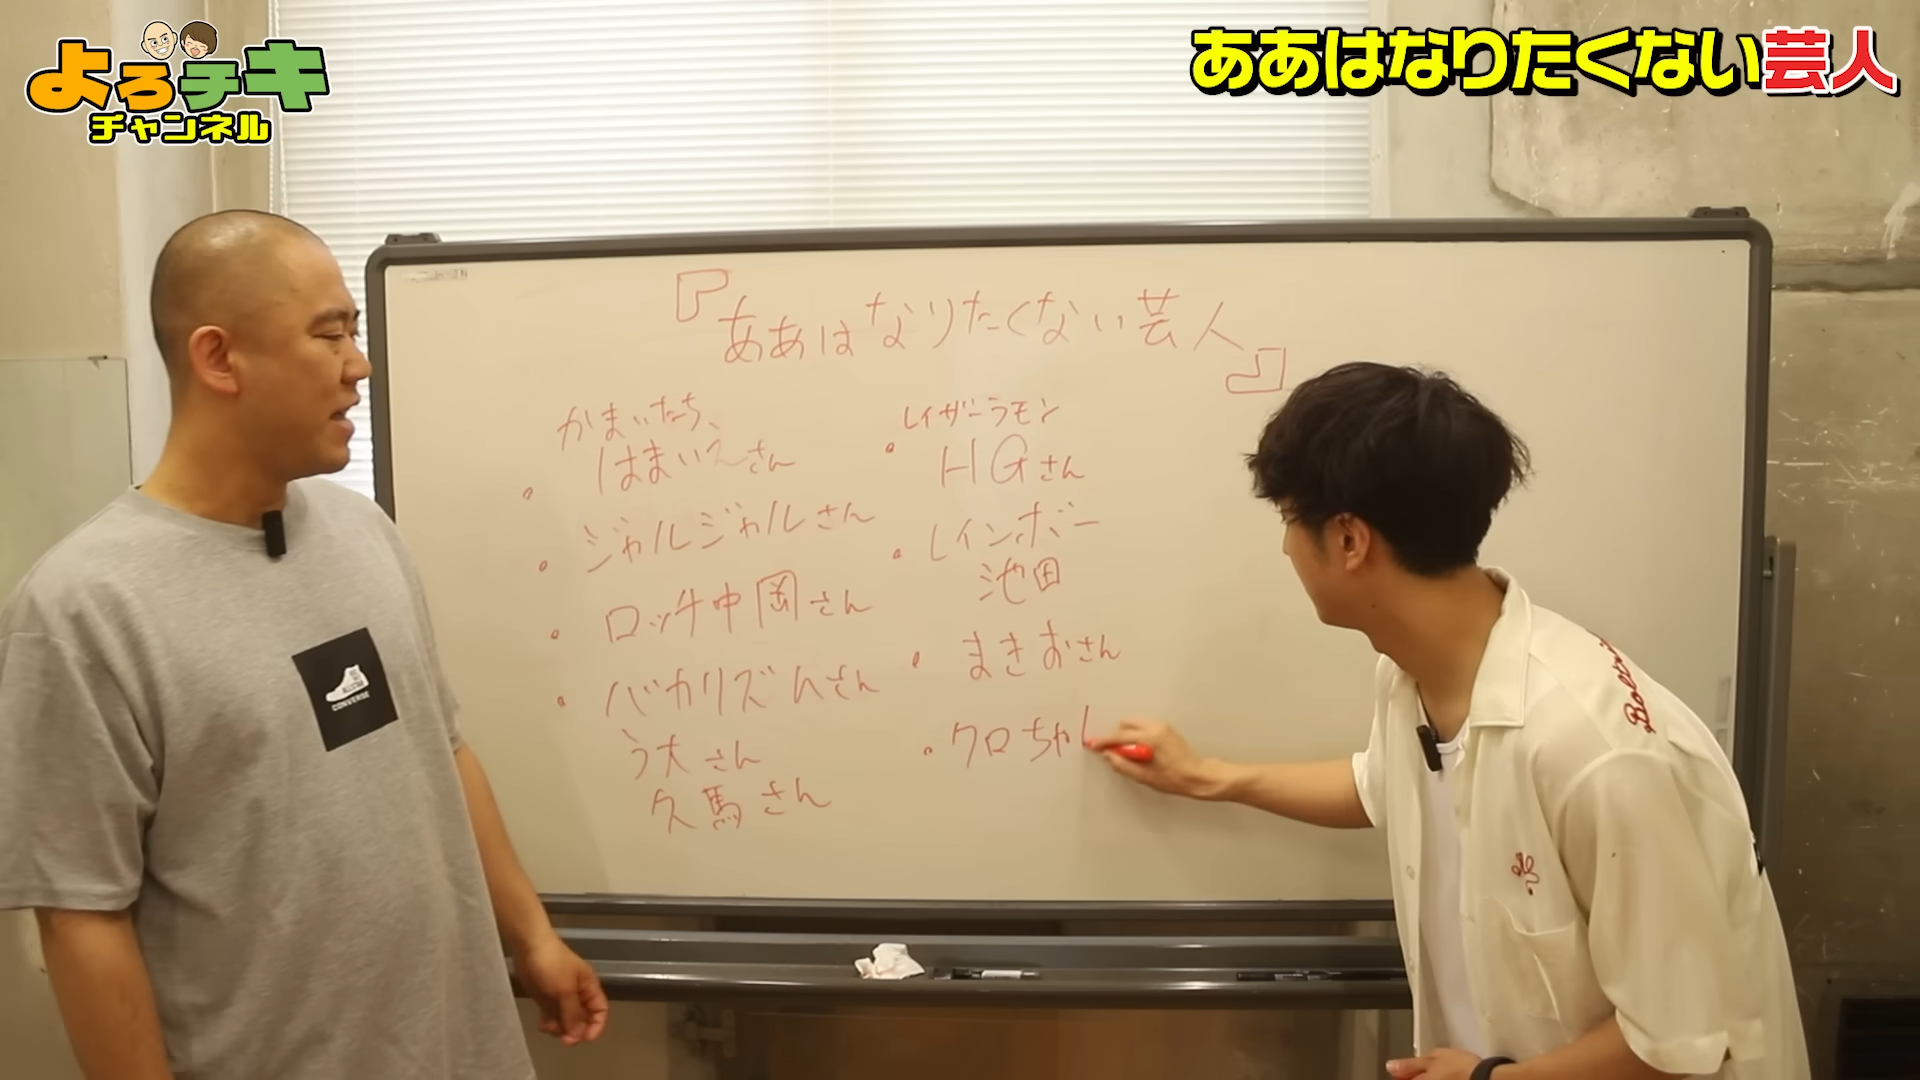 よろチキ
チャンネル
ああはなりたくない芸人
『ああはなりたくない芸人』
かまいたち、
・はまいえさん
・ジャルジャルさん
・ロッチ中岡さん
・バカリズムさん
う大さん
久馬さん
レイザーラモン
・HGさん
・レインボー
池田
・まきおさん
・クロちゃん
CONVERSE